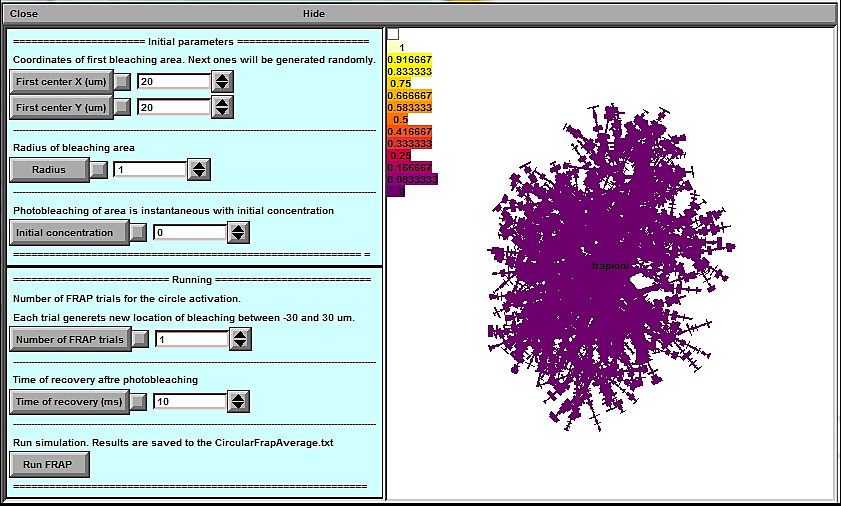 Close Hide
======================= Initial parameters =======================
Coordinates of first bleaching area. Next ones will be generated randomly.
First center X (um) 20
First center Y (um) 20
Radius of bleaching area
Radius 1
Photobleaching of area is instantaneous with initial concentration
Initial concentration 0
========================================================== =
========================== Running ==========================
Number of FRAP trials for the circle activation.
Each trial generets new location of bleaching between -30 and 30 um.
Number of FRAP trials 1
Time of recovery aftre photobleaching
Time of recovery (ms) 10
Run simulation. Results are saved to the CircularFrapAverage.txt
Run FRAP
===========================================================
1
0.916667
0.833333
0.75
0.666667
0.583333
0.5
0.416667
0.333333
0.25
0.166667
0.0833333
0
frapion